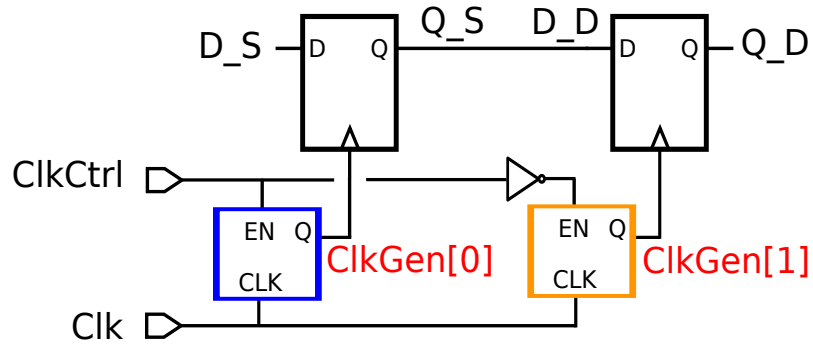 D_S
D
Q
Q_S
D_D
D
Q
Q_D
ClkCtrl
EN
Q
CLK
ClkGen[0]
EN
Q
CLK
ClkGen[1]
Clk